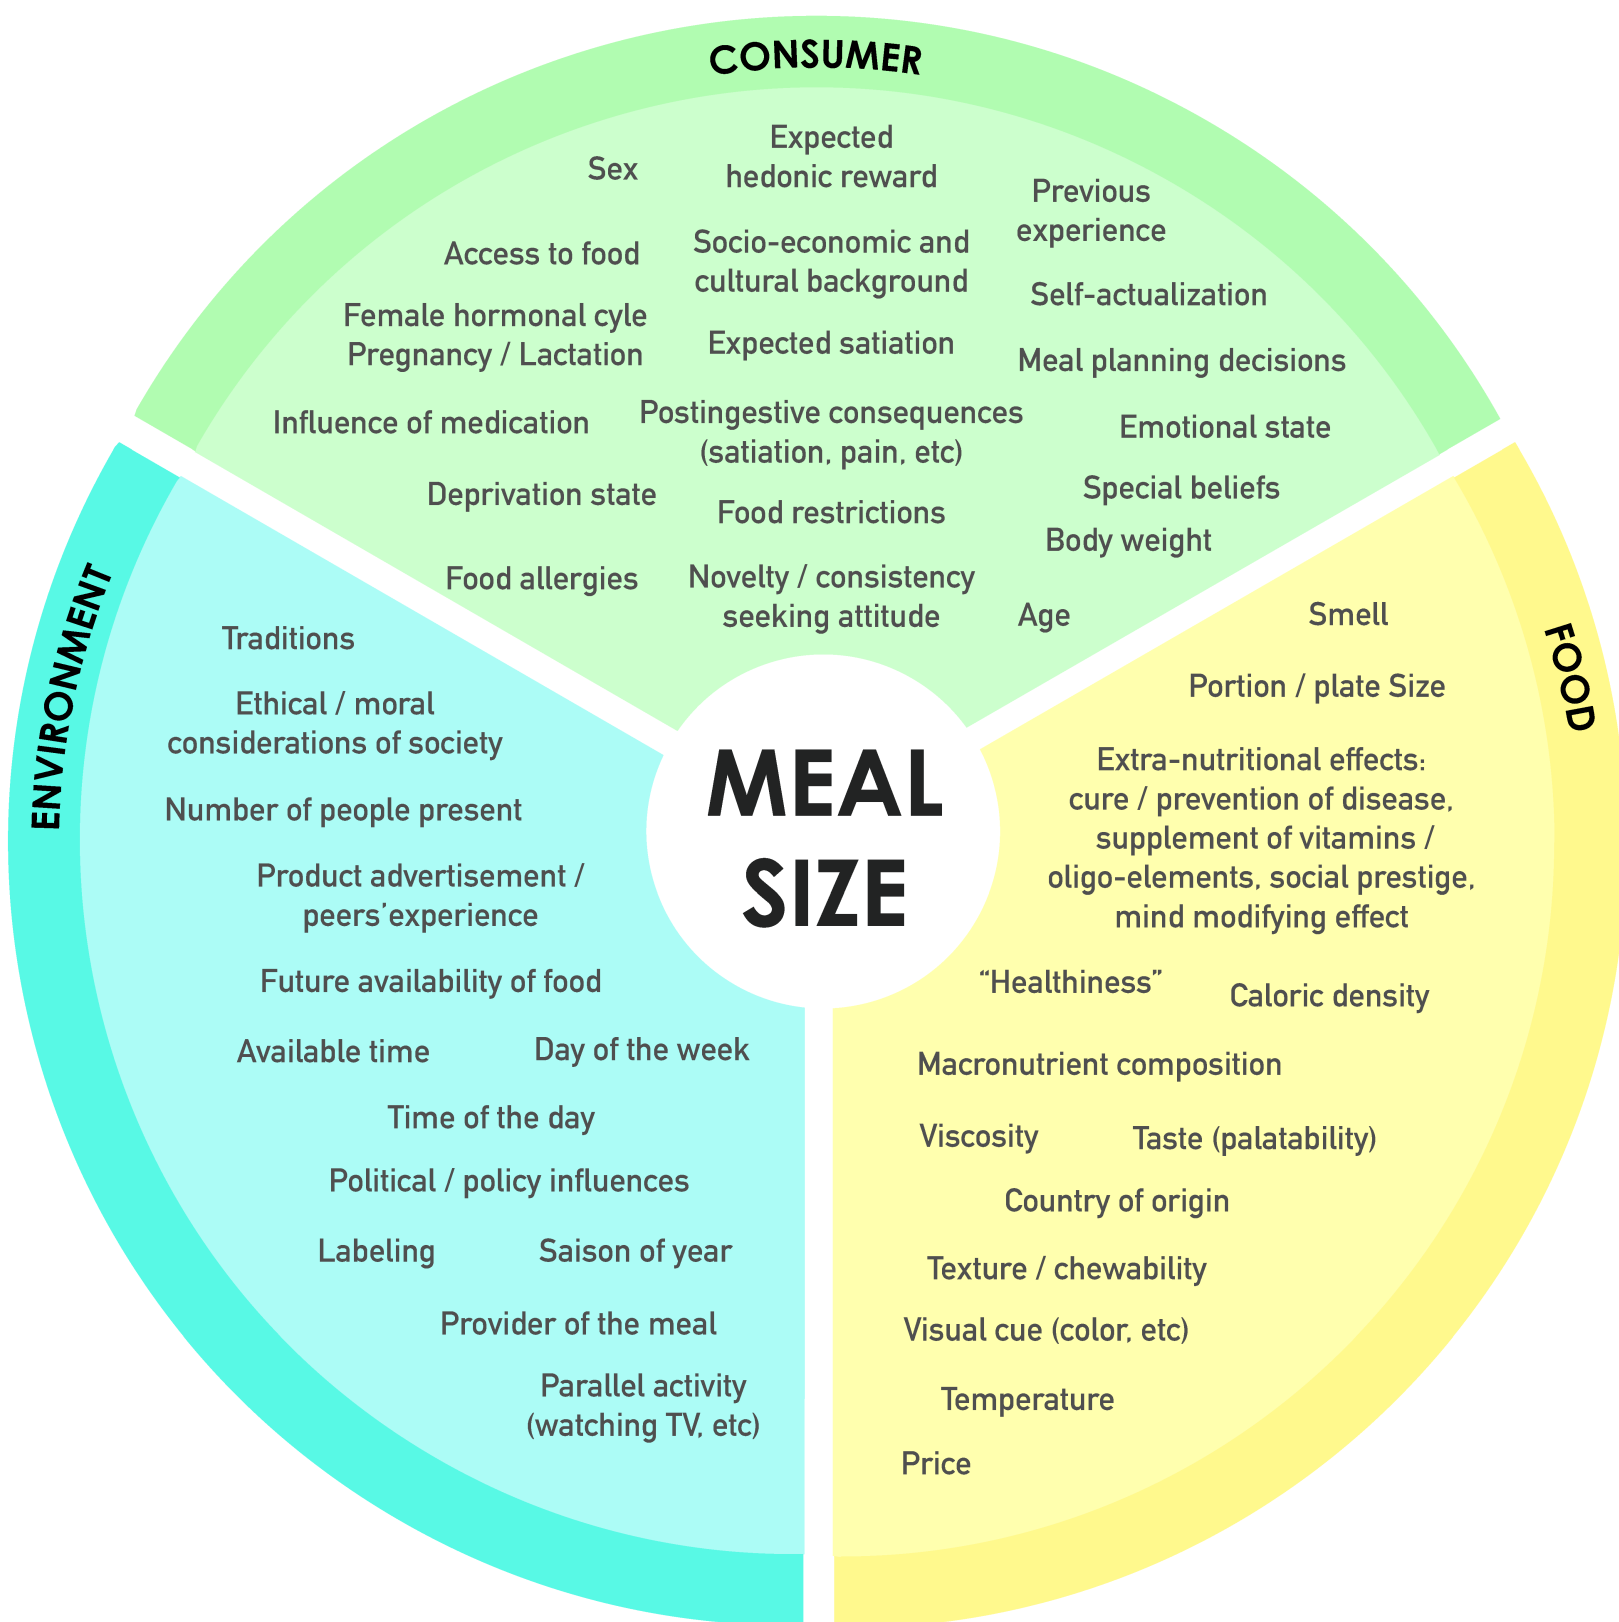 CONSUMER
Sex
Expected
hedonic reward
Previous
experience
Access to food
Socio-economic and
cultural background
Self-actualization
Female hormonal cyle
Pregnancy / Lactation
Expected satiation
Meal planning decisions
Influence of medication
Postingestive consequences
(satiation, pain, etc)
Emotional state
Deprivation state
Food restrictions
Special beliefs
Body weight
Food allergies
Novelty / consistency
seeking attitude
Age
MEAL
SIZE
ENVIRONMENT
Traditions
Ethical / moral
considerations of society
Number of people present
Product advertisement /
peers’experience
Future availability of food
Available time
Day of the week
Time of the day
Political / policy influences
Labeling
Saison of year
Provider of the meal
Parallel activity
(watching TV, etc)
FOOD
Smell
Portion / plate Size
Extra-nutritional effects:
cure / prevention of disease,
supplement of vitamins /
oligo-elements, social prestige,
mind modifying effect
“Healthiness”
Caloric density
Macronutrient composition
Viscosity
Taste (palatability)
Country of origin
Texture / chewability
Visual cue (color, etc)
Temperature
Price